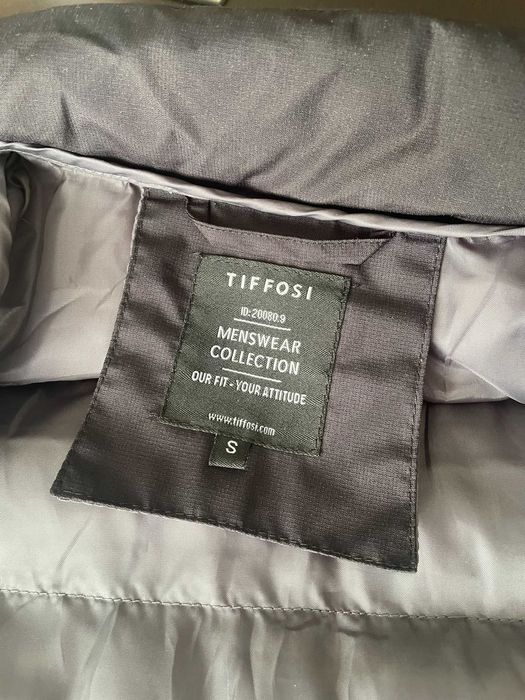 TIFFOSI
ID:20080.9
MENSWEAR
COLLECTION
OUR FIT - YOUR ATTITUDE
www.tiffosi.com
S